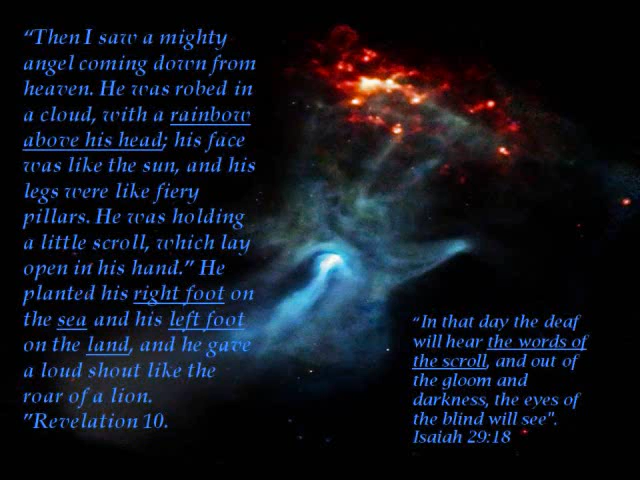 “Then I saw a mighty
angel coming down from
heaven. He was robed in
a cloud, with a rainbow
above his head; his face
was like the sun, and his
legs were like fiery
pillars. He was holding
a little scroll, which lay
open in his hand.” He
planted his right foot on
the sea and his left foot
on the land, and he gave
a loud shout like the
roar of a lion.
”Revelation 10.
“In that day the deaf
will hear the words of
the scroll, and out of
the gloom and
darkness, the eyes of
the blind will see".
Isaiah 29:18